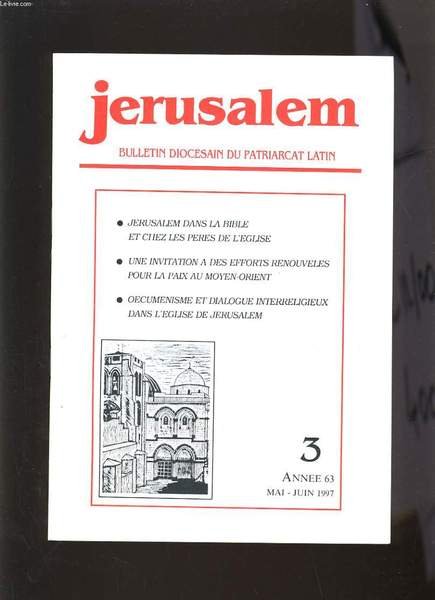 Le-livre.com
jerusalem
BULLETIN DIOCESAIN DU PATRIARCAT LATIN
● JERUSALEM DANS LA BIBLE
ET CHEZ LES PERES DE L'EGLISE
● UNE INVITATION A DES EFFORTS RENOUVELES
POUR LA PAIX AU MOYEN-ORIENT
● OECUMENISME ET DIALOGUE INTERRELIGIEUX
DANS L'EGLISE DE JERUSALEM
3
ANNEE 63
MAI - JUIN 1997